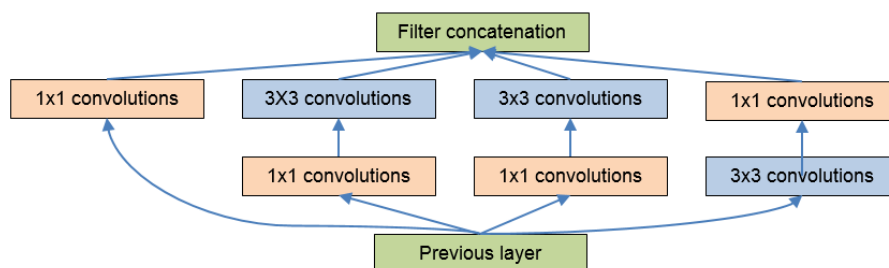 Filter concatenation
1x1 convolutions
3X3 convolutions
3x3 convolutions
1x1 convolutions
1x1 convolutions
1x1 convolutions
3x3 convolutions
Previous layer